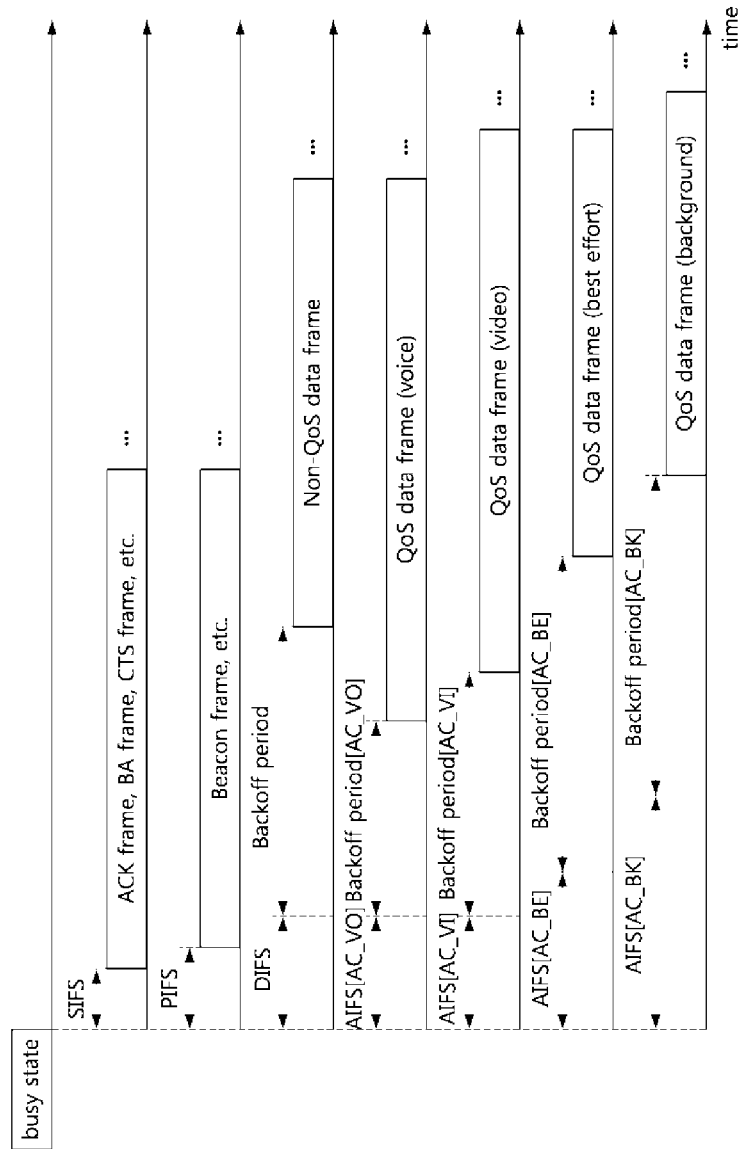 busy state
SIFS
ACK frame, BA frame, CTS frame, etc.
...
PIFS
Beacon frame, etc.
...
DIFS
Backoff period
Non-QoS data frame
...
AIFS[AC_VO]
Backoff period[AC_VO]
QoS data frame (voice)
...
AIFS[AC_VI]
Backoff period[AC_VI]
QoS data frame (video)
...
AIFS[AC_BE]
Backoff period[AC_BE]
QoS data frame (best effort)
...
AIFS[AC_BK]
Backoff period[AC_BK]
QoS data frame (background)
...
time